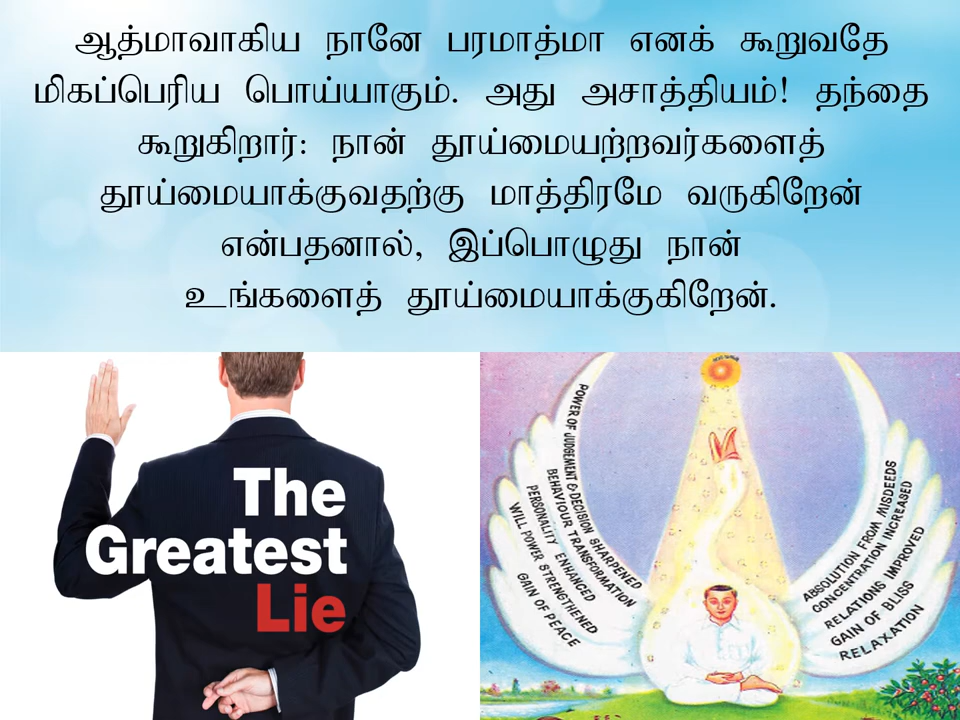 ஆத்மாவாகிய நானே பரமாத்மா எனக் கூறுவதே
மிகப்பெரிய பொய்யாகும். அது அசாத்தியம்! தந்தை
கூறுகிறார்: நான் தூய்மையற்றவர்களைத்
தூய்மையாக்குவதற்கு மாத்திரமே வருகிறேன்
என்பதனால், இப்பொழுது நான்
உங்களைத் தூய்மையாக்குகிறேன்.
The
Greatest
Lie
POWER OF JUDGEMENT & DECISION SHARPENED
BEHAVIOUR TRANSFORMATION
PERSONALITY ENHANCED
WILL POWER STRENGTHENED
GAIN OF PEACE
ABSOLUTION FROM MISDEEDS
CONCENTRATION INCREASED
RELATIONS IMPROVED
GAIN OF BLISS
RELAXATION